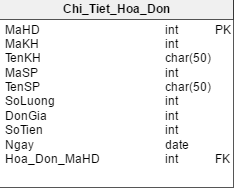 Chi_Tiet_Hoa_Don
MaHD int PK
MaKH int
TenKH char(50)
MaSP int
TenSP char(50)
SoLuong int
DonGia int
SoTien int
Ngay date
Hoa_Don_MaHD int FK